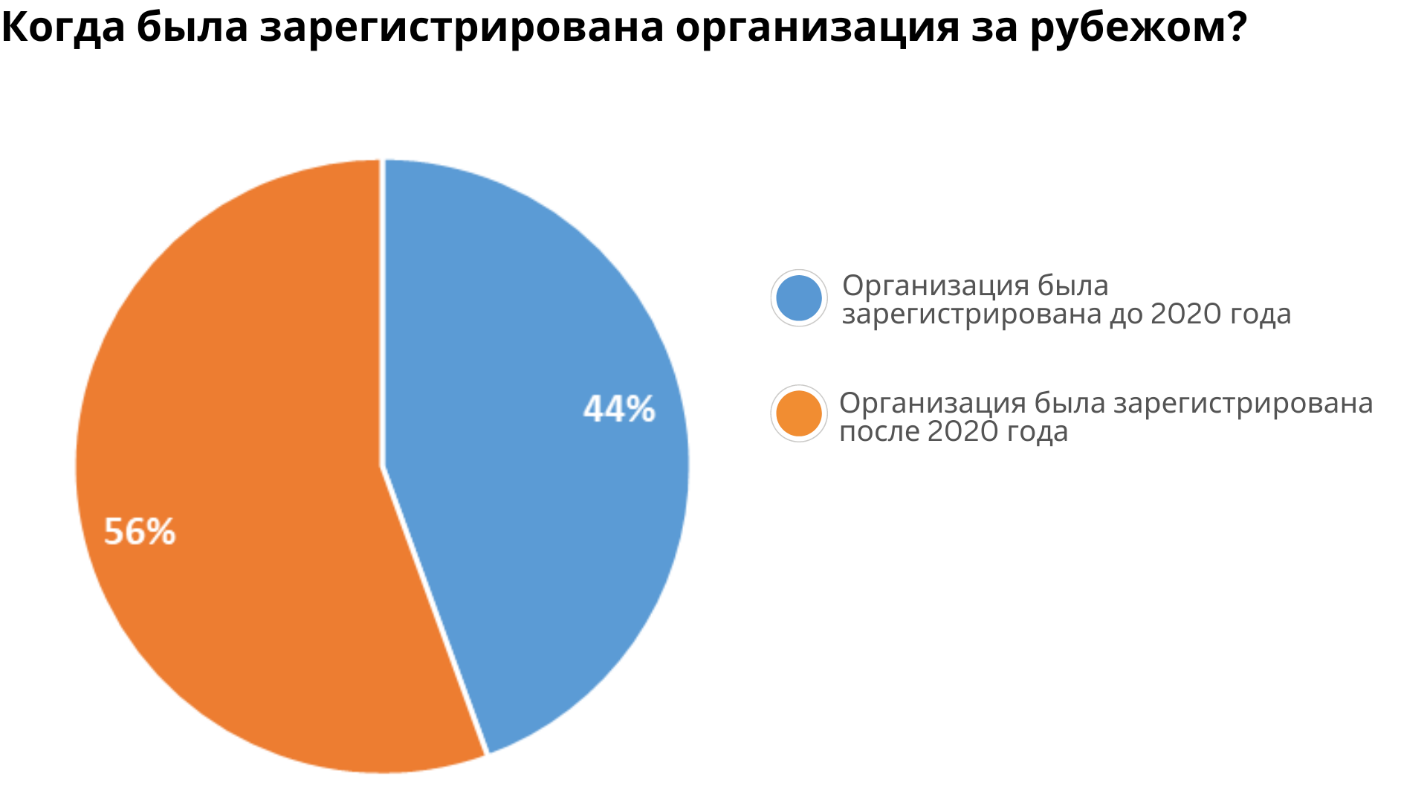 Когда была зарегистрирована организация за рубежом?
44%
56%
Организация была
зарегистрирована до 2020 года
Организация была зарегистрирована
после 2020 года